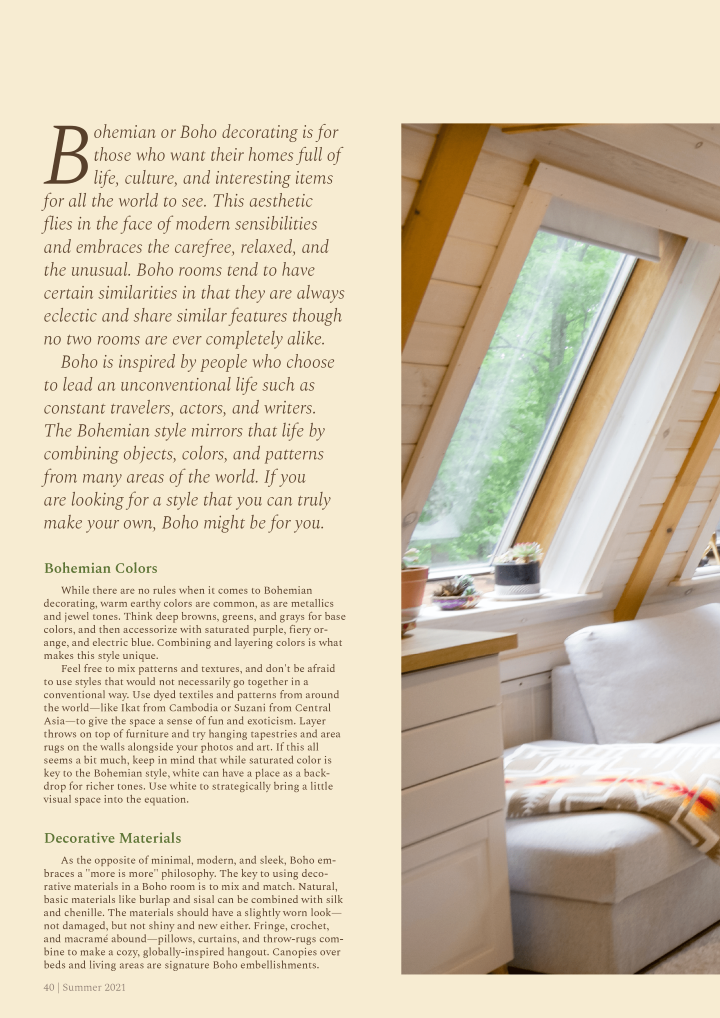 Bohemian or Boho decorating is for
those who want their homes full of
life, culture, and interesting items
for all the world to see. This aesthetic
flies in the face of modern sensibilities
and embraces the carefree, relaxed, and
the unusual. Boho rooms tend to have
certain similarities in that they are always
eclectic and share similar features though
no two rooms are ever completely alike.
Boho is inspired by people who choose
to lead an unconventional life such as
constant travelers, actors, and writers.
The Bohemian style mirrors that life by
combining objects, colors, and patterns
from many areas of the world. If you
are looking for a style that you can truly
make your own, Boho might be for you.
Bohemian Colors
While there are no rules when it comes to Bohemian
decorating, warm earthy colors are common, as are metallics
and jewel tones. Think deep browns, greens, and grays for base
colors, and then accessorize with saturated purple, fiery or-
ange, and electric blue. Combining and layering colors is what
makes this style unique.
Feel free to mix patterns and textures, and don't be afraid
to use styles that would not necessarily go together in a
conventional way. Use dyed textiles and patterns from around
the world—like Ikat from Cambodia or Suzani from Central
Asia—to give the space a sense of fun and exoticism. Layer
throws on top of furniture and try hanging tapestries and area
rugs on the walls alongside your photos and art. If this all
seems a bit much, keep in mind that while saturated color is
key to the Bohemian style, white can have a place as a back-
drop for richer tones. Use white to strategically bring a little
visual space into the equation.
Decorative Materials
As the opposite of minimal, modern, and sleek, Boho em-
braces a "more is more" philosophy. The key to using deco-
rative materials in a Boho room is to mix and match. Natural,
basic materials like burlap and sisal can be combined with silk
and chenille. The materials should have a slightly worn look—
not damaged, but not shiny and new either. Fringe, crochet,
and macramé abound—pillows, curtains, and throw-rugs com-
bine to make a cozy, globally-inspired hangout. Canopies over
beds and living areas are signature Boho embellishments.
40 | Summer 2021